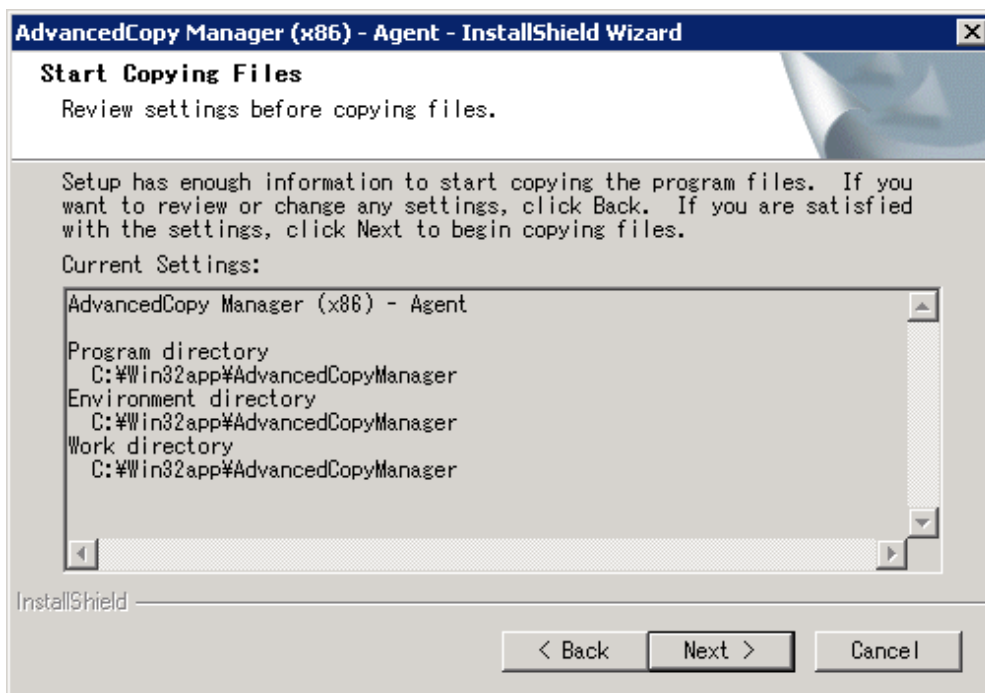 AdvancedCopy Manager (x86) - Agent - InstallShield Wizard
Start Copying Files
Review settings before copying files.
Setup has enough information to start copying the program files.  If you
want to review or change any settings, click Back.  If you are satisfied
with the settings, click Next to begin copying files.
Current Settings:
AdvancedCopy Manager (x86) - Agent
Program directory
C:¥Win32app¥AdvancedCopyManager
Environment directory
C:¥Win32app¥AdvancedCopyManager
Work directory
C:¥Win32app¥AdvancedCopyManager
InstallShield
< Back
Next >
Cancel